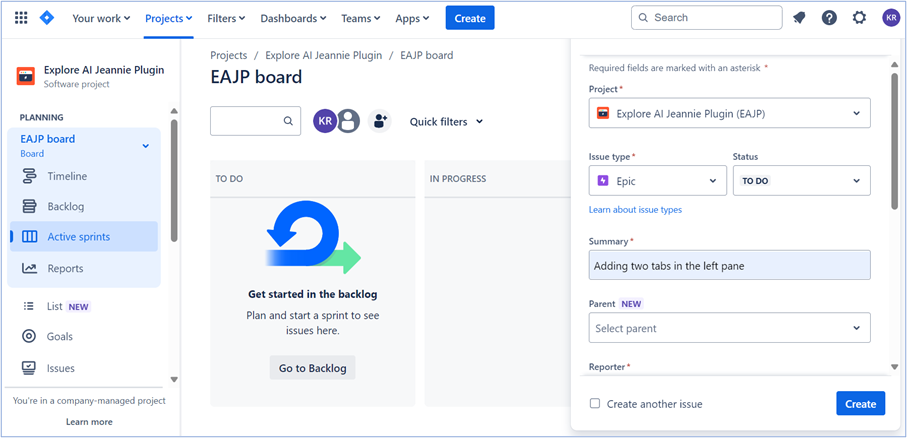 Your work
Projects
Filters
Dashboards
Teams
Apps
Create
Search
KR
Explore AI Jeannie Plugin
Software project
PLANNING
EAJP board
Board
Timeline
Backlog
Active sprints
Reports
List NEW
Goals
Issues
You're in a company-managed project
Learn more
Projects / Explore AI Jeannie Plugin / EAJP board
EAJP board
KR
Quick filters
TO DO
IN PROGRESS
Get started in the backlog
Plan and start a sprint to see
issues here.
Go to Backlog
Required fields are marked with an asterisk *
Project*
Explore AI Jeannie Plugin (EAJP)
Issue type*
Status
Epic
TO DO
Learn about issue types
Summary*
Adding two tabs in the left pane
Parent NEW
Select parent
Reporter*
Create another issue
Create